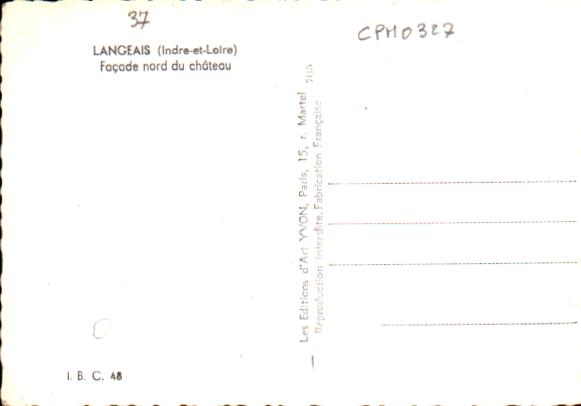 37
CPM0327
LANGEAIS (Indre-et-Loire)
Façade nord du château
Les Editions d'Art YVON, Paris, 15, r. Martel
Reproduction Interdite. Fabrication Française
I. B. C. 48